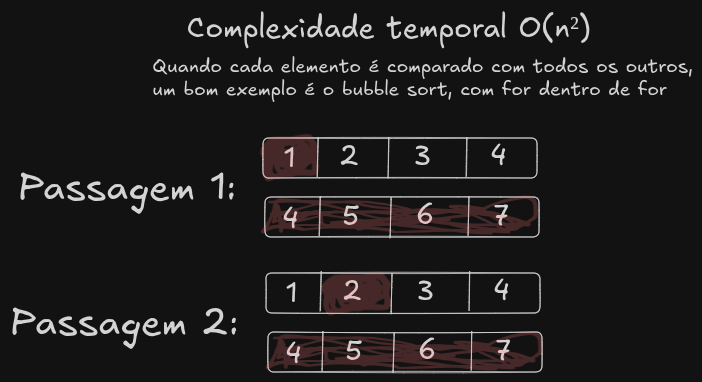 Complexidade temporal O(n²)
Quando cada elemento é comparado com todos os outros,
um bom exemplo é o bubble sort, com for dentro de for
1 2 3 4
Passagem 1:
4 5 6 7
1 2 3 4
Passagem 2:
4 5 6 7